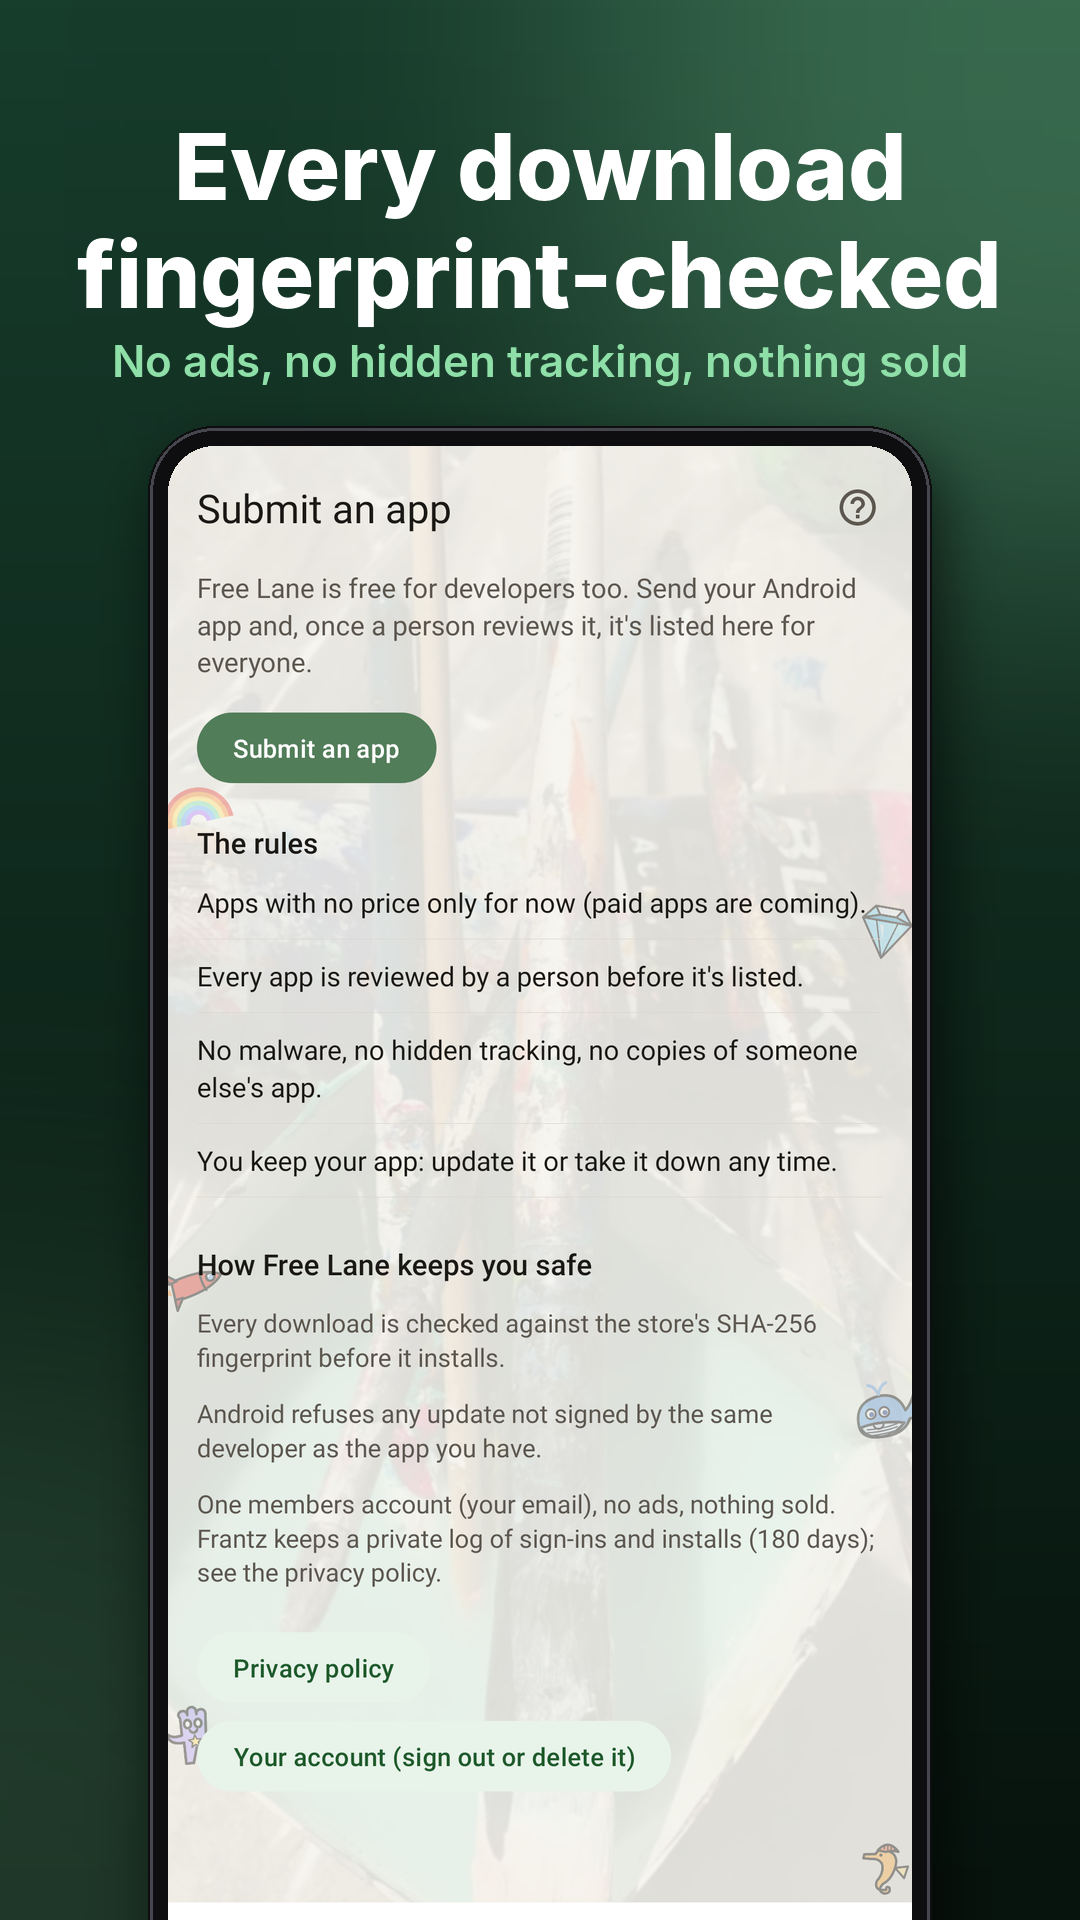 Every download
fingerprint-checked
No ads, no hidden tracking, nothing sold
Submit an app
Free Lane is free for developers too. Send your Android
app and, once a person reviews it, it's listed here for
everyone.
Submit an app
The rules
Apps with no price only for now (paid apps are coming).
Every app is reviewed by a person before it's listed.
No malware, no hidden tracking, no copies of someone
else's app.
You keep your app: update it or take it down any time.
How Free Lane keeps you safe
Every download is checked against the store's SHA-256
fingerprint before it installs.
Android refuses any update not signed by the same
developer as the app you have.
One members account (your email), no ads, nothing sold.
Frantz keeps a private log of sign-ins and installs (180 days);
see the privacy policy.
Privacy policy
Your account (sign out or delete it)